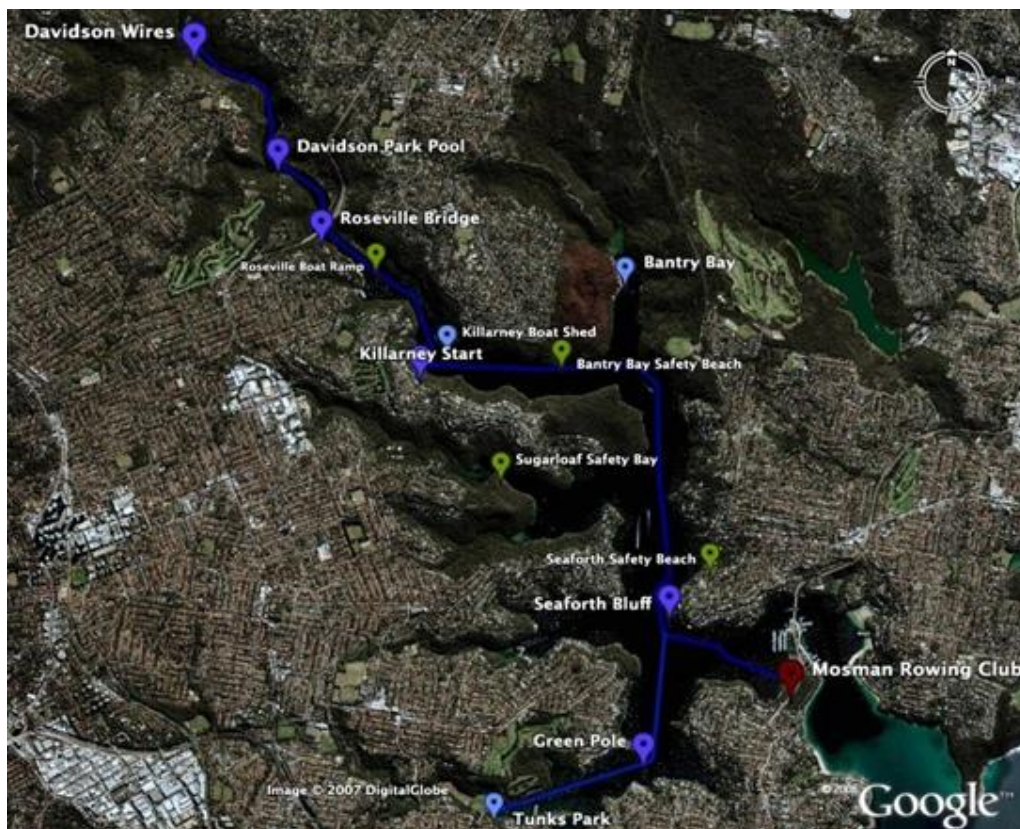 Davidson Wires
N
Davidson Park Pool
Roseville Bridge
Roseville Boat Ramp
Bantry Bay
Killarney Boat Shed
Killarney Start
Bantry Bay Safety Beach
Sugarloaf Safety Bay
Seaforth Safety Beach
Seaforth Bluff
Mosman Rowing Club
Green Pole
Image © 2007 DigitalGlobe
Tunks Park
Google™